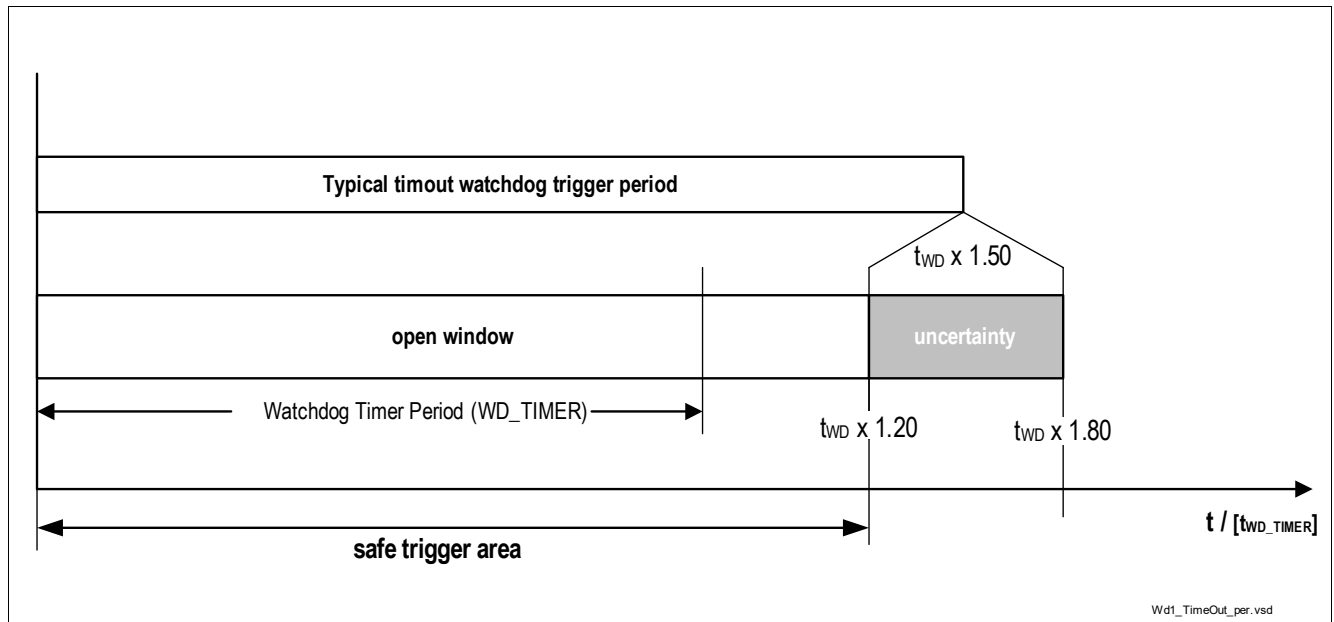 Typical timout watchdog trigger period
tWD x 1.50
open window
uncertainty
Watchdog Timer Period (WD_TIMER)
tWD x 1.20
tWD x 1.80
t / [tWD_TIMER]
safe trigger area
Wd1_TimeOut_per.vsd